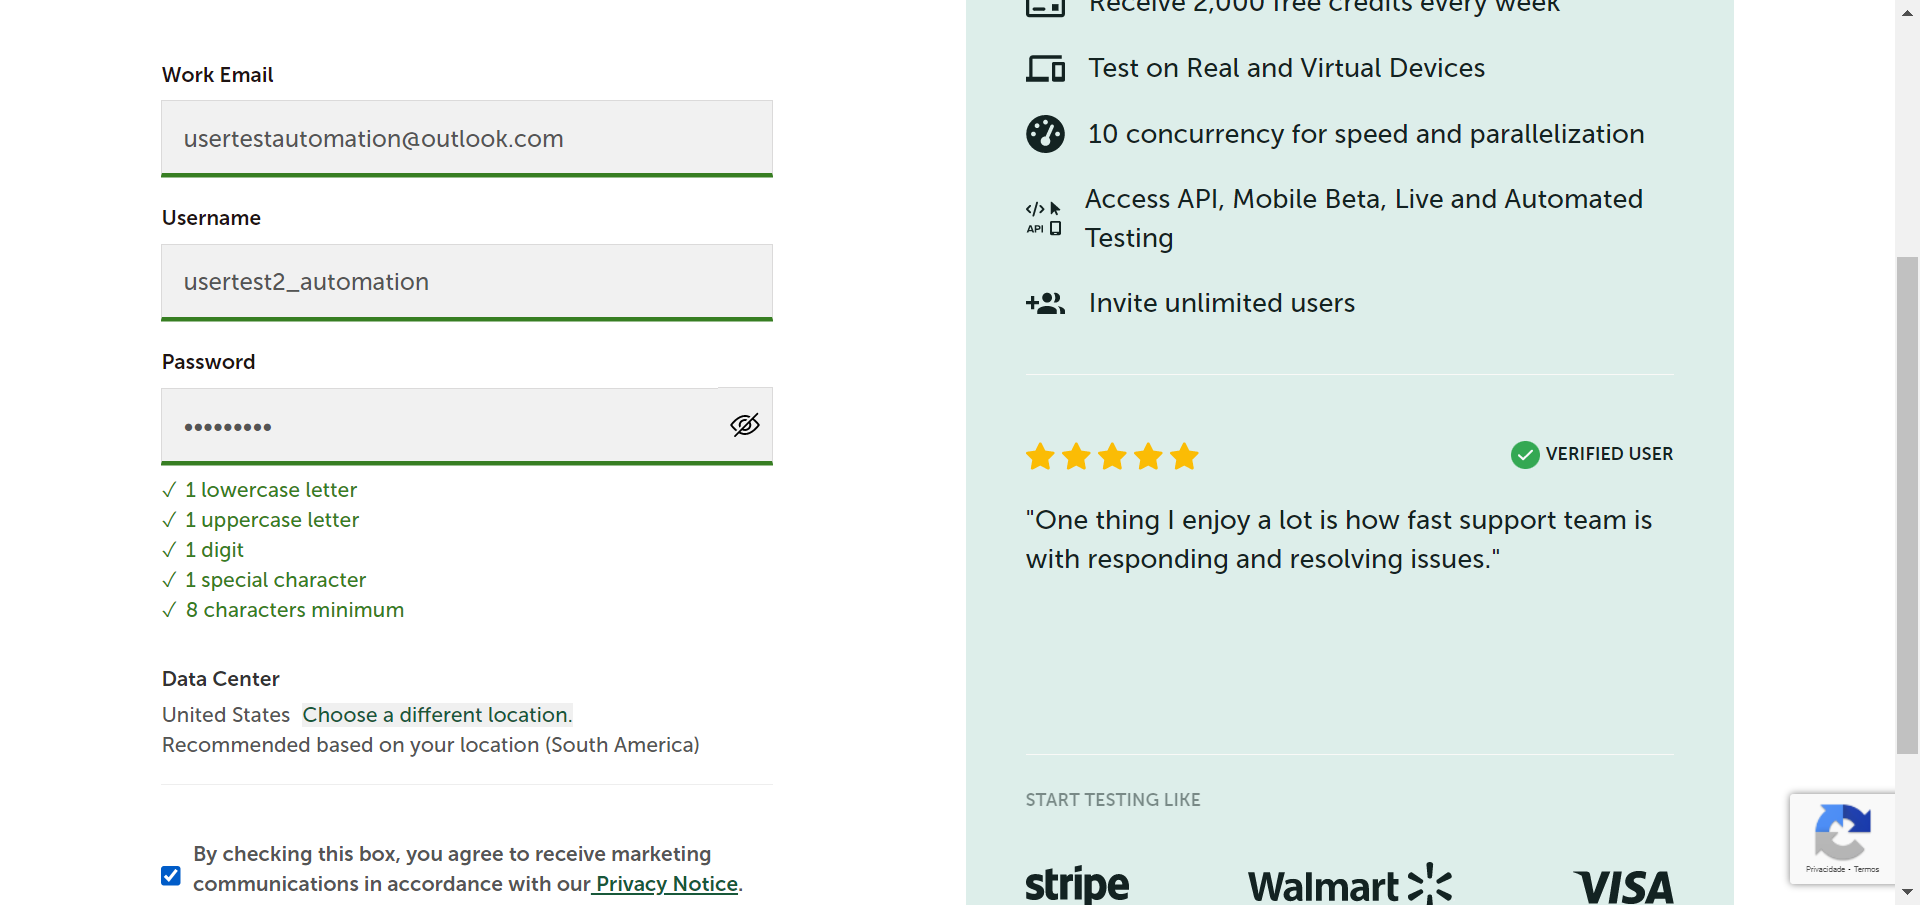 Work Email
usertestautomation@outlook.com
Username
usertest2_automation
Password
•••••••••
✓ 1 lowercase letter
✓ 1 uppercase letter
✓ 1 digit
✓ 1 special character
✓ 8 characters minimum
Data Center
United States Choose a different location.
Recommended based on your location (South America)
By checking this box, you agree to receive marketing
communications in accordance with our Privacy Notice.
Receive 2,000 free credits every week
Test on Real and Virtual Devices
10 concurrency for speed and parallelization
</> API
Access API, Mobile Beta, Live and Automated
Testing
Invite unlimited users
VERIFIED USER
"One thing I enjoy a lot is how fast support team is
with responding and resolving issues."
START TESTING LIKE
stripe Walmart VISA
Privacidade - Termos